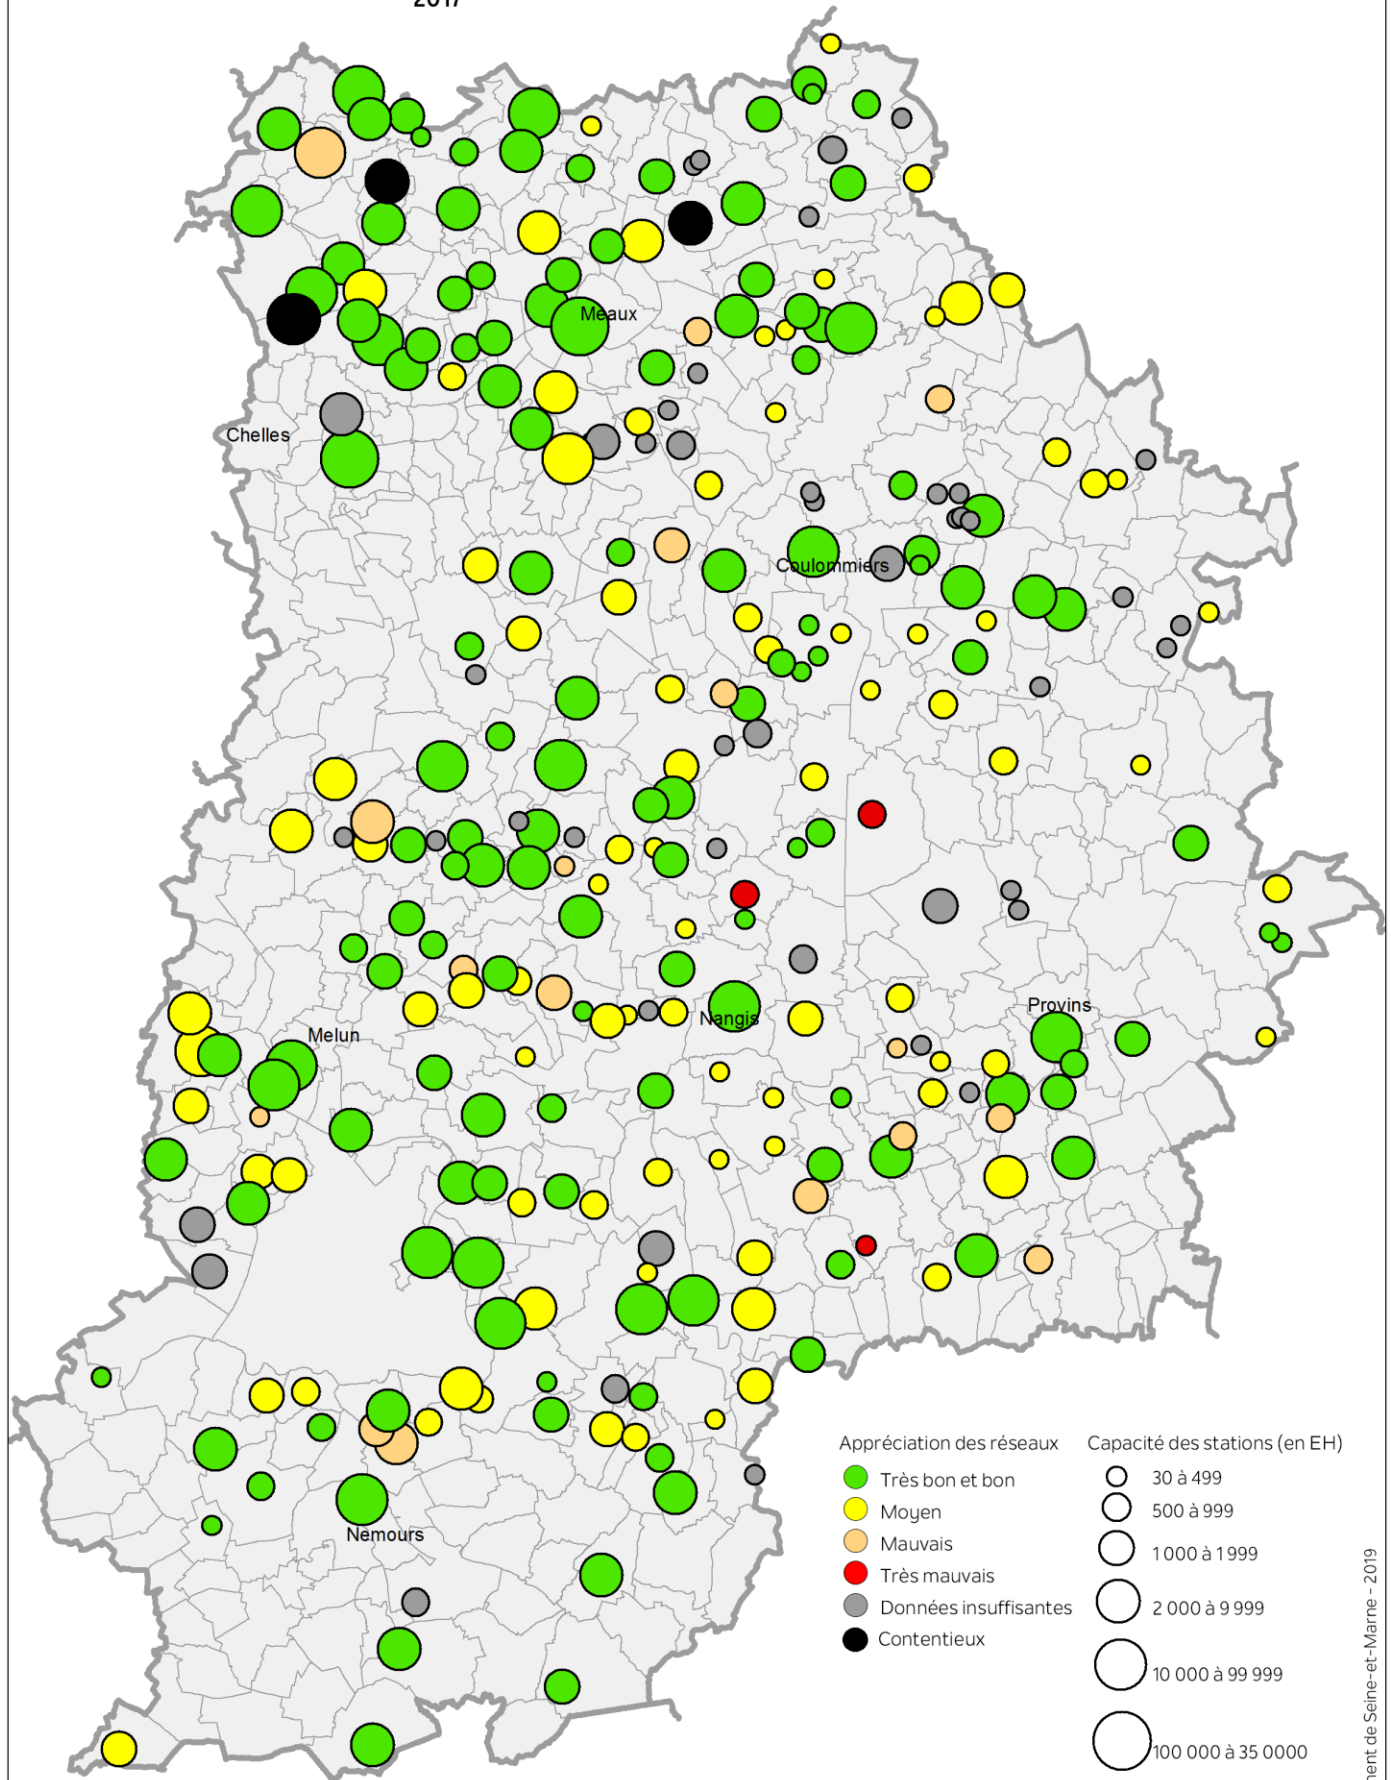 2017
Meaux
Chelles
Coulommiers
Provins
Nangis
Melun
Nemours
Appréciation des réseaux
Très bon et bon
Moyen
Mauvais
Très mauvais
Données insuffisantes
Contentieux
Capacité des stations (en EH)
30 à 499
500 à 999
1 000 à 1 999
2 000 à 9 999
10 000 à 99 999
100 000 à 35 0000
de Seine-et-Marne - 2019